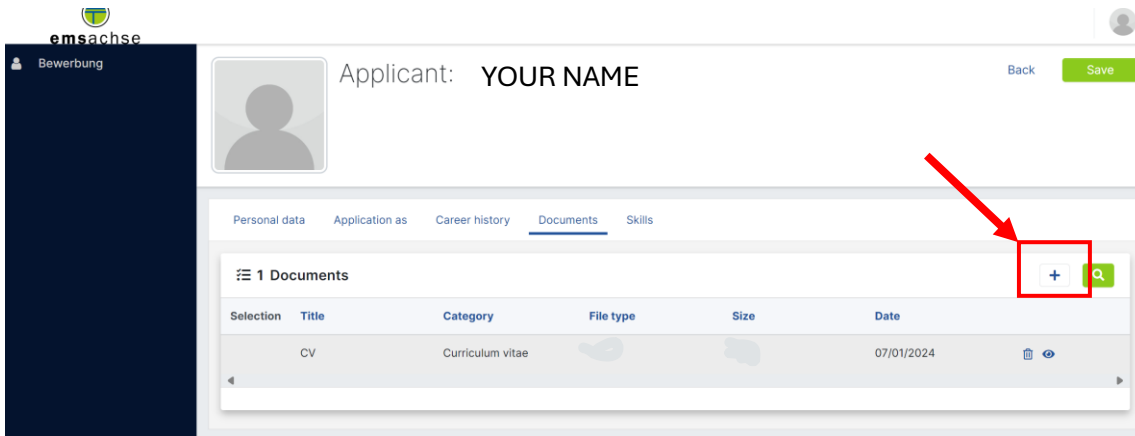 emsachse
Bewerbung
Applicant: YOUR NAME
Back
Save
Personal data
Application as
Career history
Documents
Skills
1 Documents
+
Selection
Title
Category
File type
Size
Date
CV
Curriculum vitae
07/01/2024